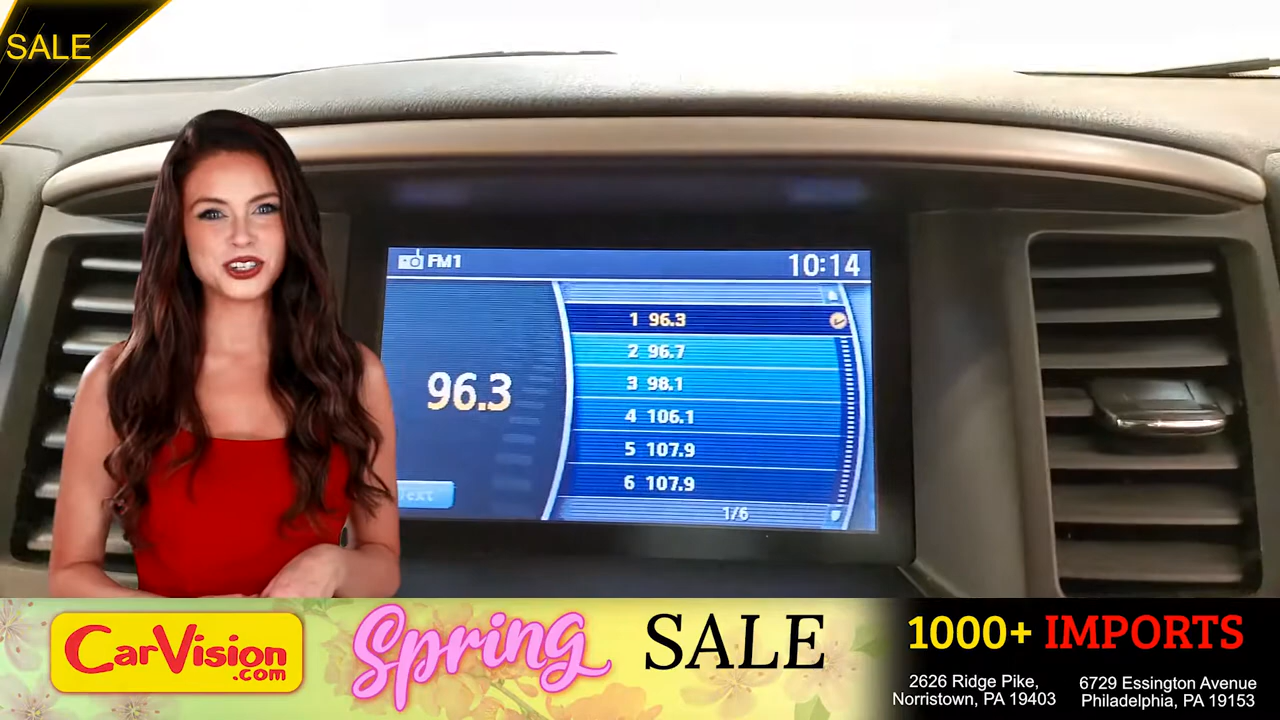 SALE
FM1
10:14
96.3
1 96.3
2 96.7
3 98.1
4 106.1
5 107.9
6 107.9
Text
1/6
CarVision.com
Spring SALE
1000+ IMPORTS
2626 Ridge Pike,
Norristown, PA 19403
6729 Essington Avenue
Philadelphia, PA 19153